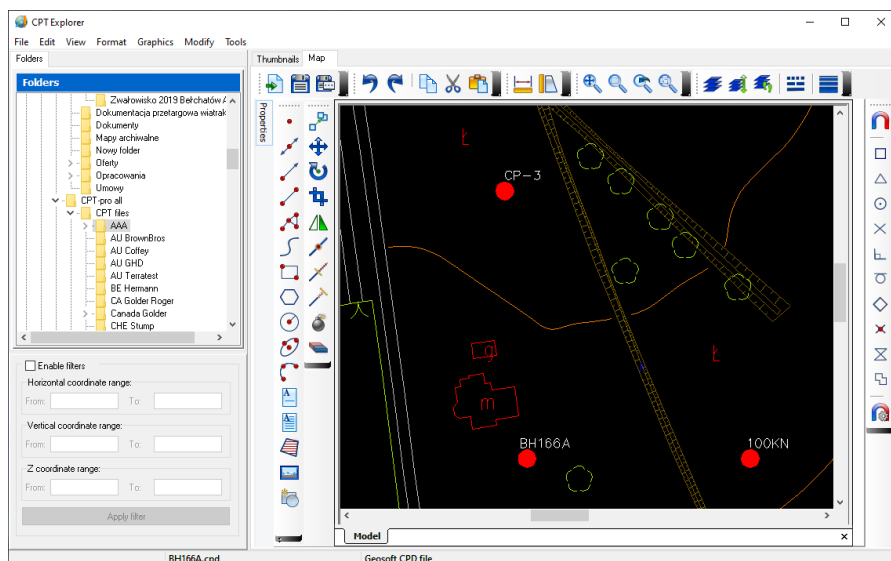 CPT Explorer
File Edit View Format Graphics Modify Tools
Folders
Thumbnails Map
Folders
Zwałowisko 2019 Bełchatów A
Dokumentacja przetargowa wiatrak
Dokumenty
Mapy archiwalne
Nowy folder
Oferty
Opracowania
Umowy
CPT-pro all
CPT files
AAA
AU BrownBros
AU Coffey
AU GHD
AU Terratest
BE Hermann
CA Golder Roger
Canada Golder
CHE Stump
Enable filters
Horizontal coordinate range:
From: To:
Vertical coordinate range:
From: To:
Z coordinate range:
From: To:
Apply filter
Properties
Ł
CP-3
Ł
g
m
BH166A
100KN
Model
BH166A.cpd
Geosoft CPD file